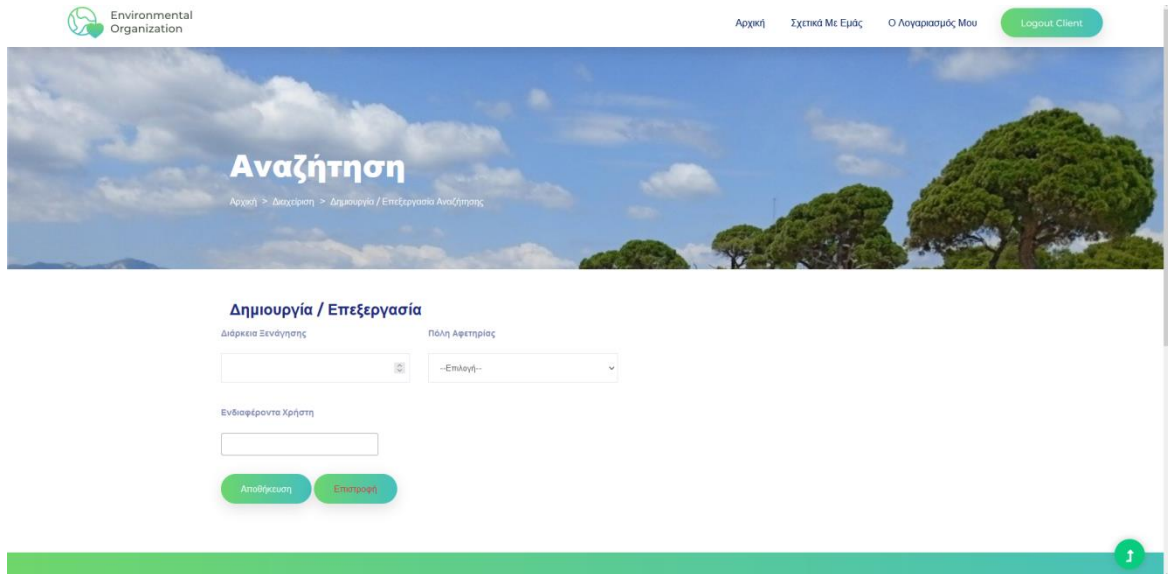 Environmental
Organization
Αρχική Σχετικά Με Εμάς Ο Λογαριασμός Μου Logout Client
Αναζήτηση
Αρχική > Διαχείριση > Δημιουργία / Επεξεργασία Αναζήτησης
Δημιουργία / Επεξεργασία
Διάρκεια Ξενάγησης Πόλη Αφετηρίας
--Επιλογή--
Ενδιαφέροντα Χρήστη
Αποθήκευση Επιστροφή